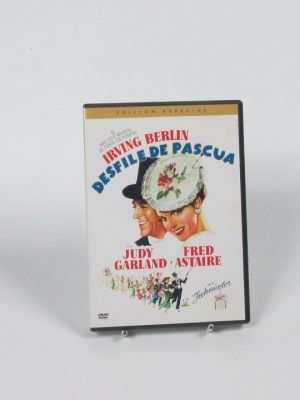 EDICIÓN ESPECIAL
IRVING BERLIN
DESFILE DE PASCUA
JUDY FRED
GARLAND · ASTAIRE
Technicolor
DVD